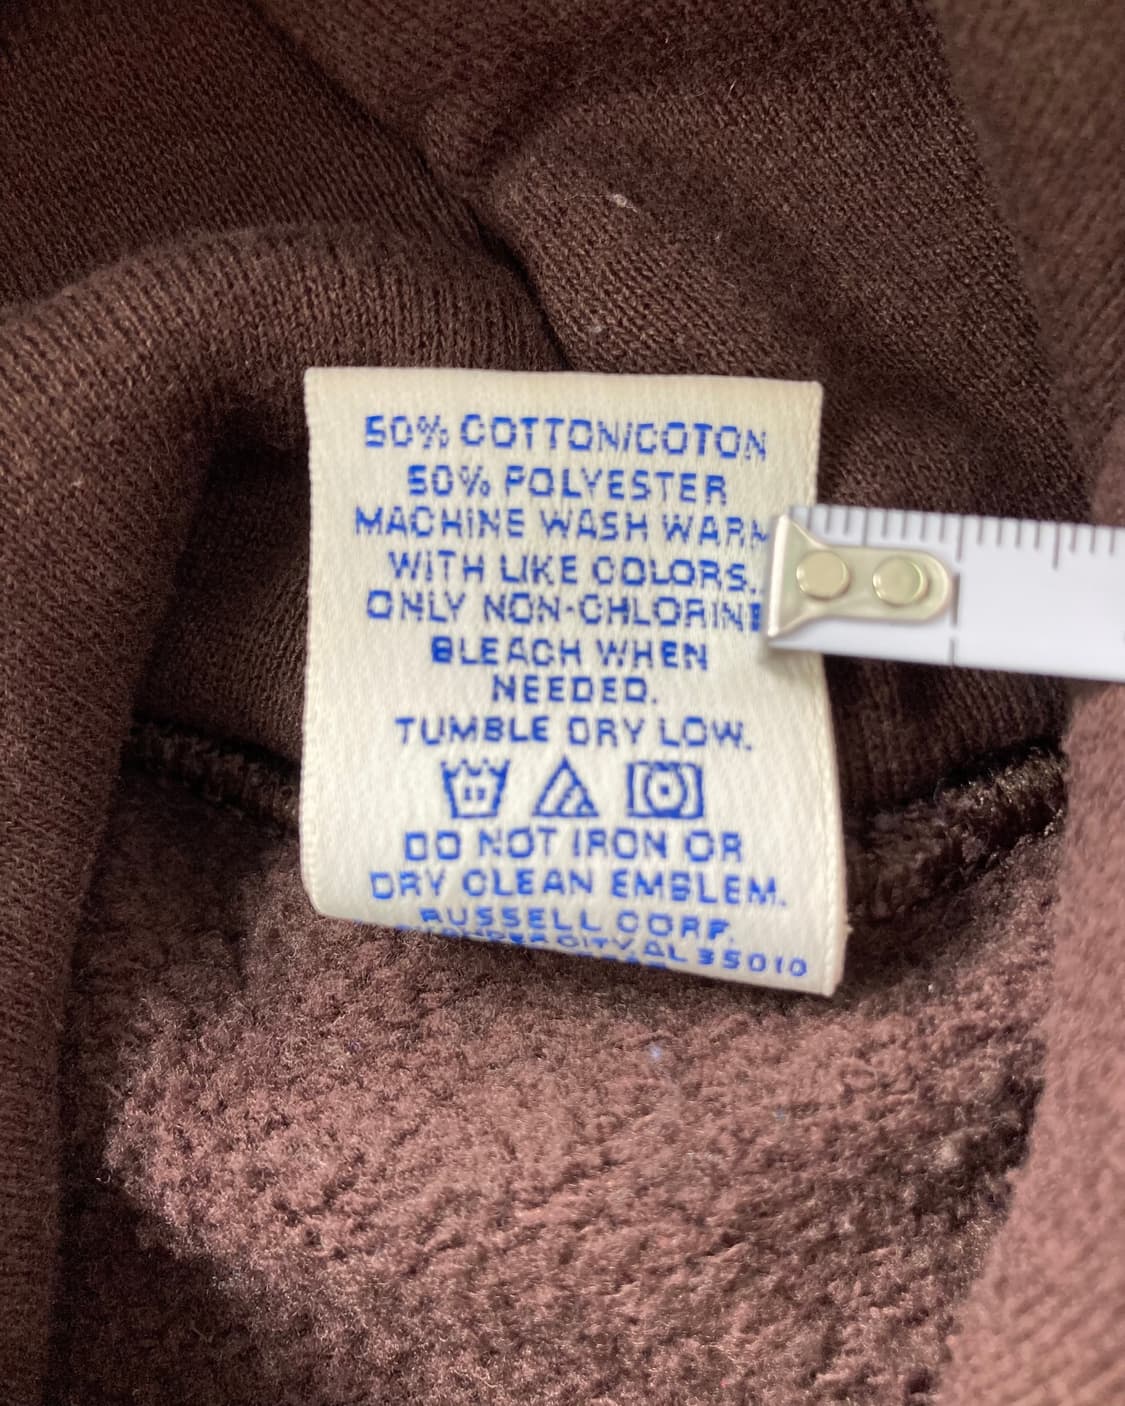 50% COTTON/COTON
50% POLYESTER
MACHINE WASH WARM
WITH LIKE COLORS.
ONLY NON-CHLORINE
BLEACH WHEN
NEEDED.
TUMBLE DRY LOW.
DO NOT IRON OR
DRY CLEAN EMBLEM.
RUSSELL CORP.
CITY, AL 35010